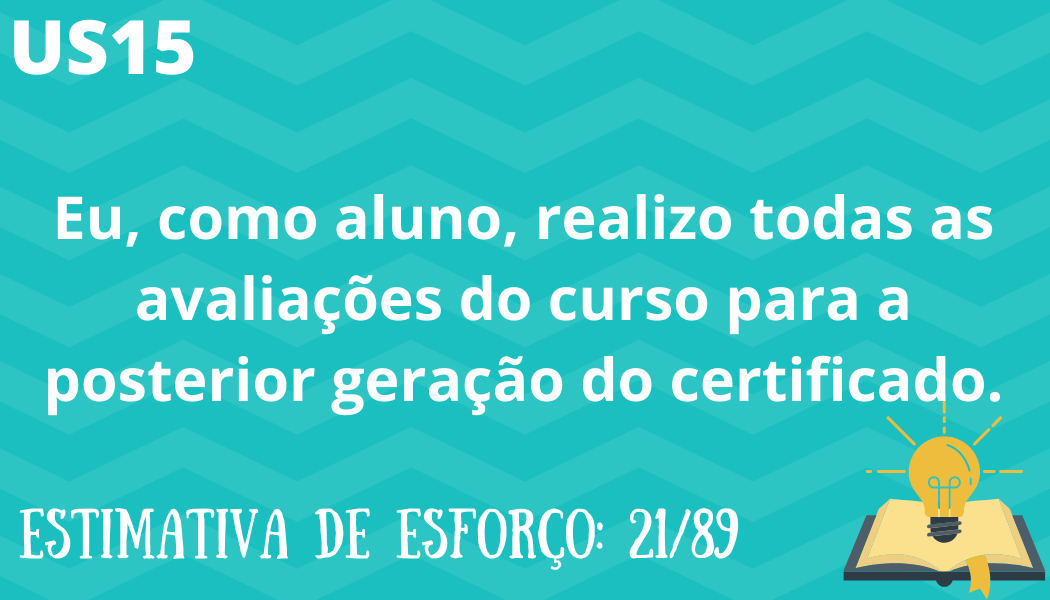 US15
Eu, como aluno, realizo todas as
avaliações do curso para a
posterior geração do certificado.
ESTIMATIVA DE ESFORÇO: 21/89